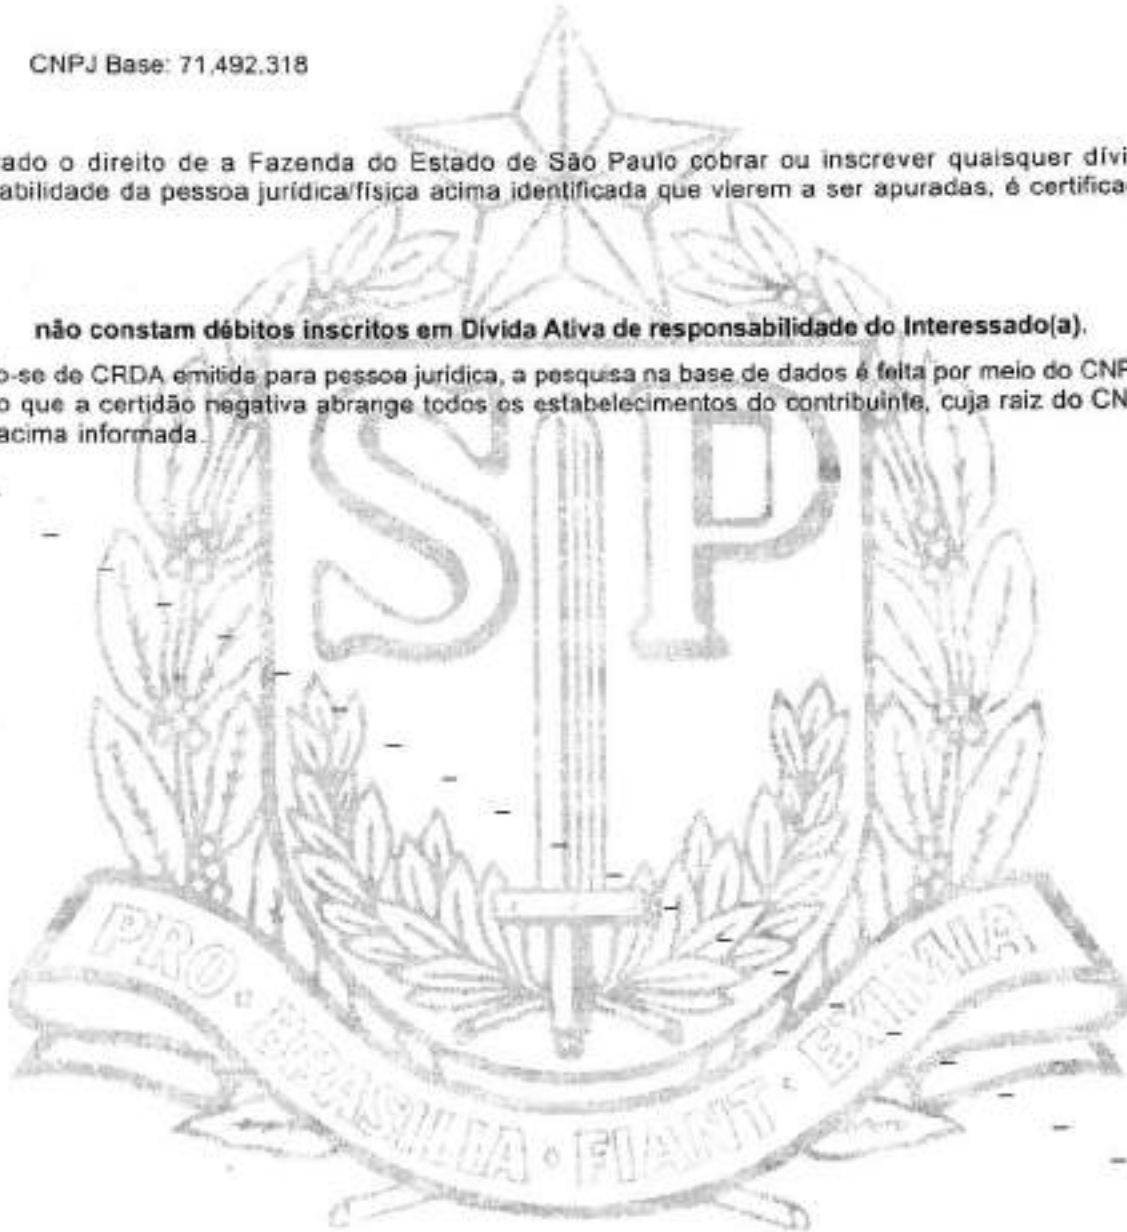 CNPJ Base: 71.492.318
ado o direito de a Fazenda do Estado de São Paulo cobrar ou inscrever quaisquer dívi
abilidade da pessoa jurídica/física acima identificada que vierem a ser apuradas, é certifica
não constam débitos inscritos em Dívida Ativa de responsabilidade do Interessado(a).
o-se de CRDA emitida para pessoa jurídica, a pesquisa na base de dados é feita por meio do CNP
o que a certidão negativa abrange todos os estabelecimentos do contribuinte, cuja raiz do CN
acima informada.
SP
PRO · BRASILIA · FIANT · EXIMIA